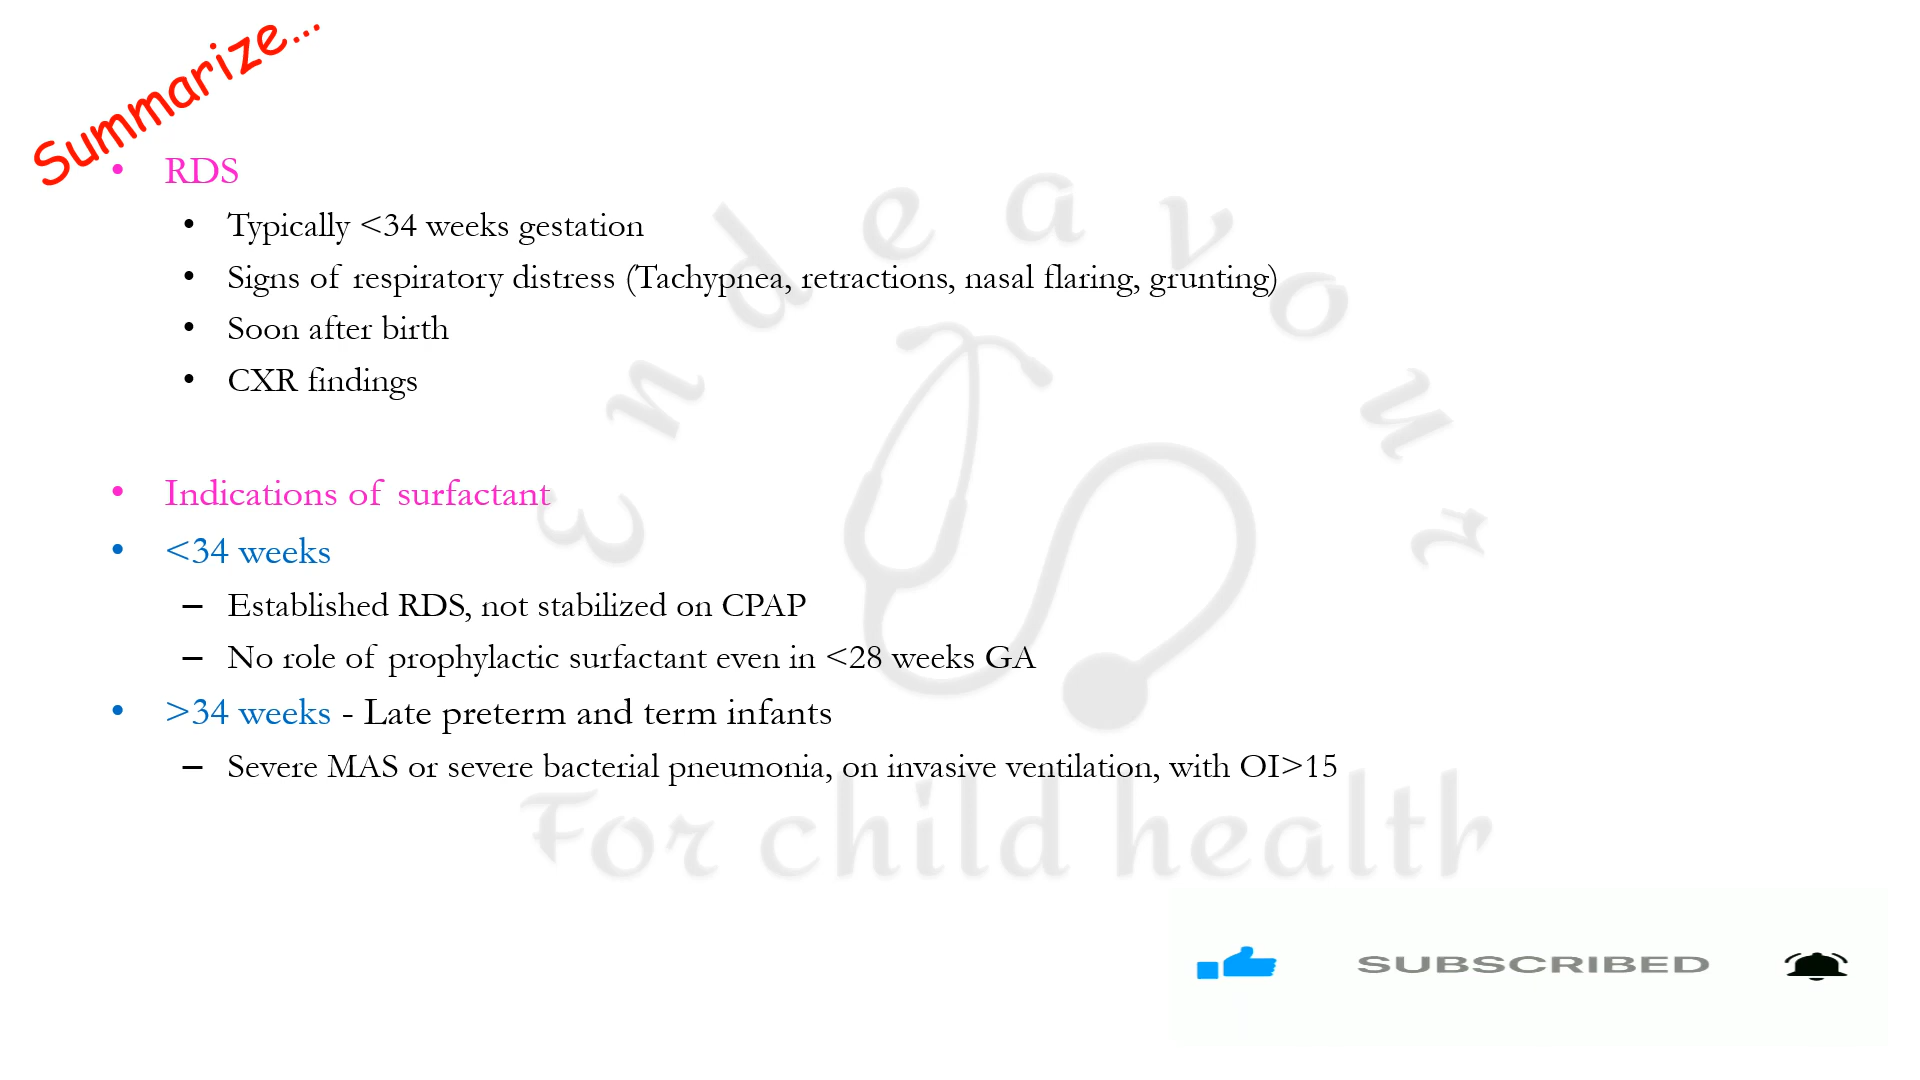 Summarize...
• RDS
• Typically <34 weeks gestation
• Signs of respiratory distress (Tachypnea, retractions, nasal flaring, grunting)
• Soon after birth
• CXR findings
• Indications of surfactant
• <34 weeks
– Established RDS, not stabilized on CPAP
– No role of prophylactic surfactant even in <28 weeks GA
• >34 weeks - Late preterm and term infants
– Severe MAS or severe bacterial pneumonia, on invasive ventilation, with OI>15
Endeavour
For child health
SUBSCRIBED